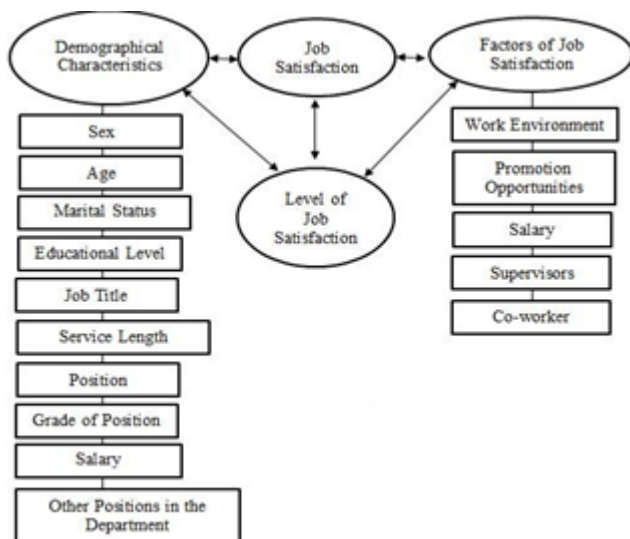 Demographical
Characteristics
Job
Satisfaction
Factors of Job
Satisfaction
Sex
Age
Marital Status
Educational Level
Job Title
Service Length
Position
Grade of Position
Salary
Other Positions in the
Department
Level of
Job
Satisfaction
Work Environment
Promotion
Opportunities
Salary
Supervisors
Co-worker